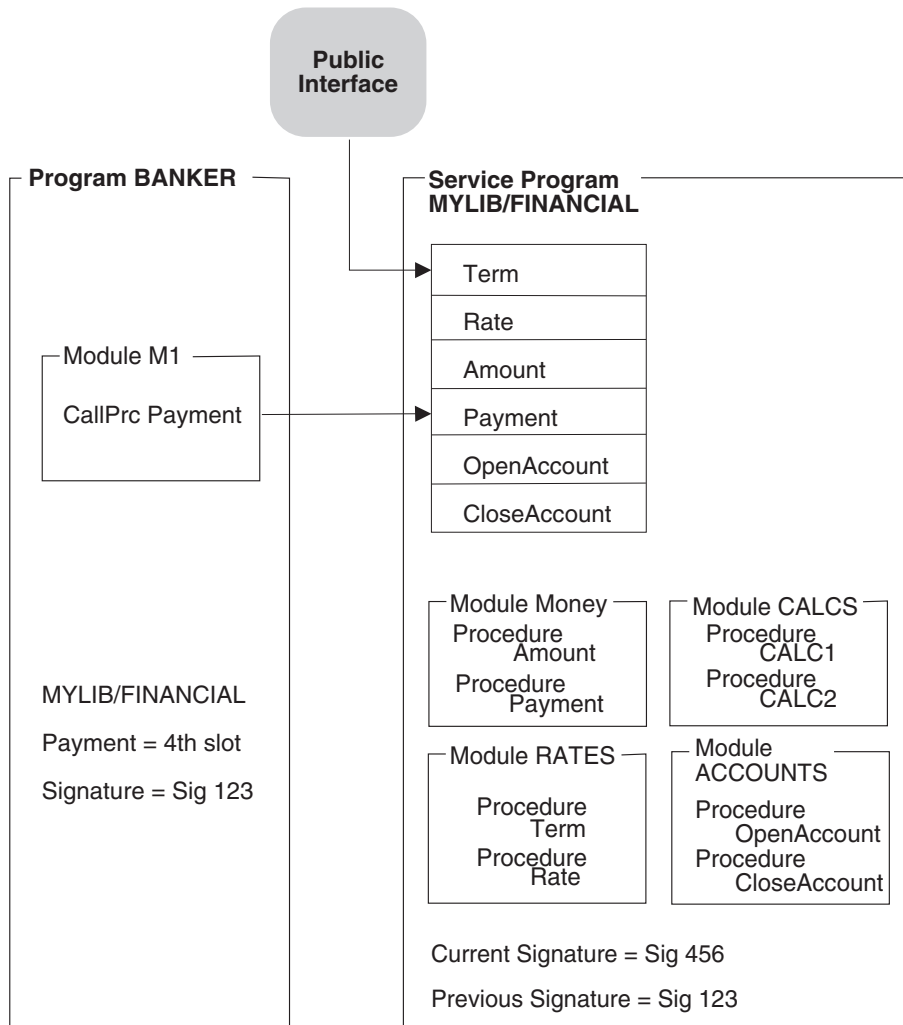 Public
Interface
Program BANKER
Module M1
CallPrc Payment
MYLIB/FINANCIAL
Payment = 4th slot
Signature = Sig 123
Service Program
MYLIB/FINANCIAL
Term
Rate
Amount
Payment
OpenAccount
CloseAccount
Module Money
Procedure
Amount
Procedure
Payment
Module CALCS
Procedure
CALC1
Procedure
CALC2
Module RATES
Procedure
Term
Procedure
Rate
Module
ACCOUNTS
Procedure
OpenAccount
Procedure
CloseAccount
Current Signature = Sig 456
Previous Signature = Sig 123